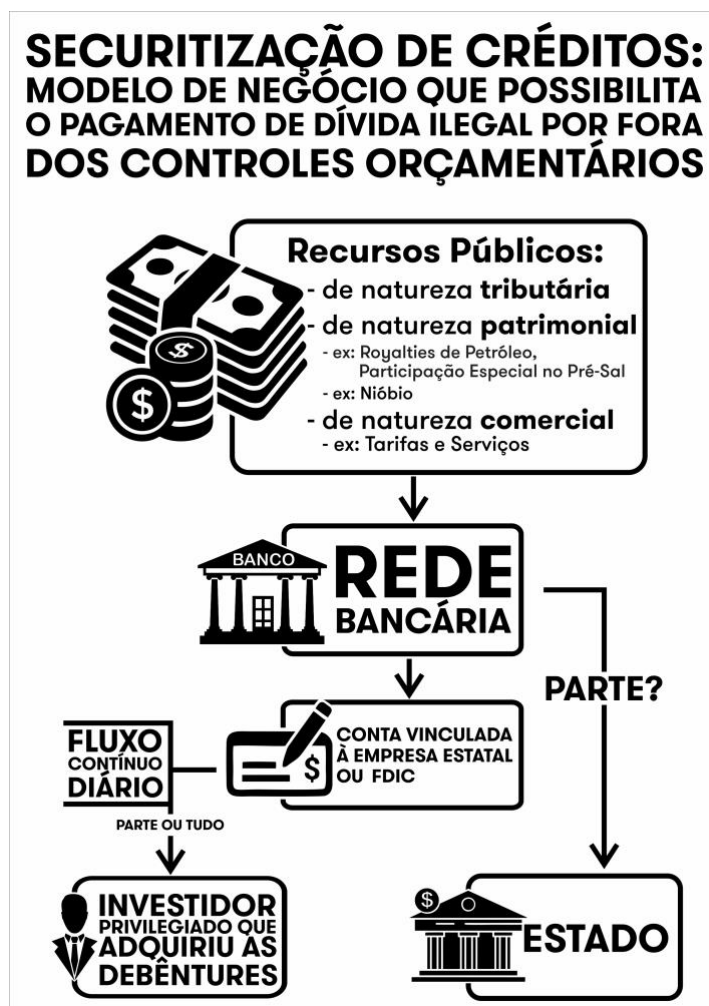 SECURITIZAÇÃO DE CRÉDITOS:
MODELO DE NEGÓCIO QUE POSSIBILITA
O PAGAMENTO DE DÍVIDA ILEGAL POR FORA
DOS CONTROLES ORÇAMENTÁRIOS
Recursos Públicos:
- de natureza tributária
- de natureza patrimonial
- ex: Royalties de Petróleo,
Participação Especial no Pré-Sal
- ex: Nióbio
- de natureza comercial
- ex: Tarifas e Serviços
$
$
BANCO
REDE
BANCÁRIA
PARTE?
CONTA VINCULADA
À EMPRESA ESTATAL
OU FDIC
$
FLUXO
CONTÍNUO
DIÁRIO
PARTE OU TUDO
INVESTIDOR
PRIVILEGIADO QUE
ADQUIRIU AS
DEBÊNTURES
$
ESTADO